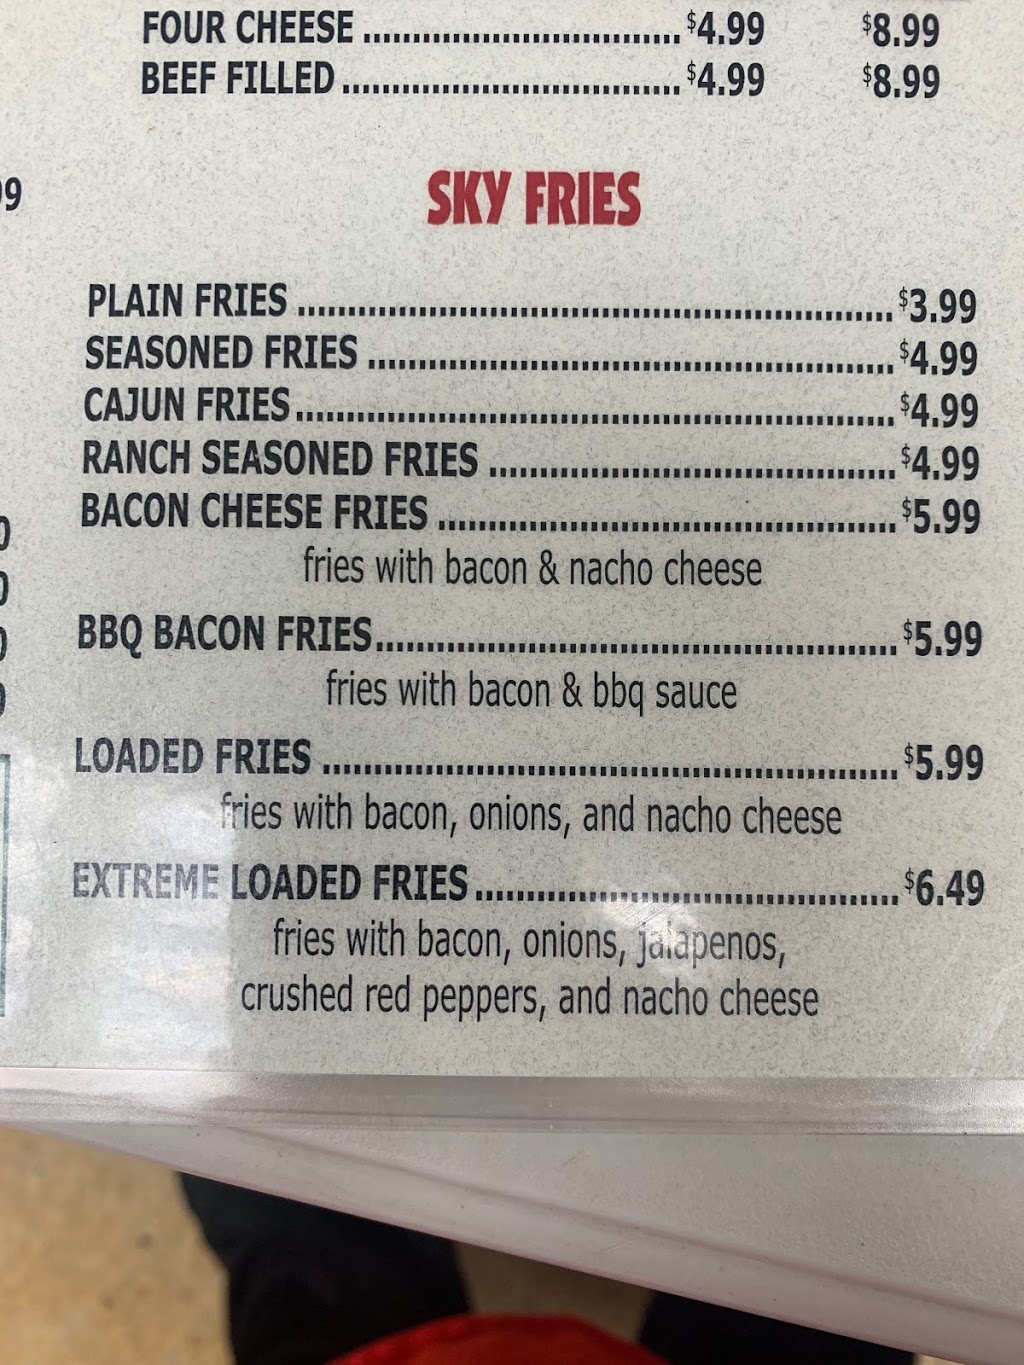 FOUR CHEESE ................................ $4.99 $8.99
BEEF FILLED .................................. $4.99 $8.99
SKY FRIES
PLAIN FRIES ............................................................ $3.99
SEASONED FRIES ..................................................... $4.99
CAJUN FRIES ............................................................ $4.99
RANCH SEASONED FRIES ......................................... $4.99
BACON CHEESE FRIES .............................................. $5.99
fries with bacon & nacho cheese
BBQ BACON FRIES .................................................... $5.99
fries with bacon & bbq sauce
LOADED FRIES .......................................................... $5.99
fries with bacon, onions, and nacho cheese
EXTREME LOADED FRIES .......................................... $6.49
fries with bacon, onions, jalapenos,
crushed red peppers, and nacho cheese